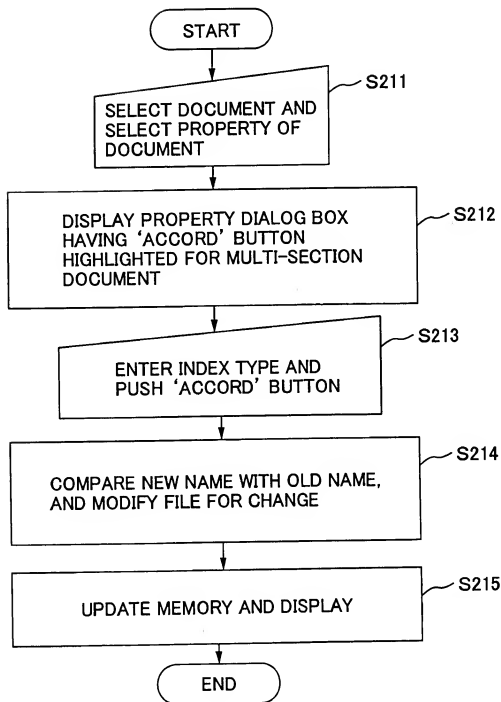 START
S211
SELECT DOCUMENT AND
SELECT PROPERTY OF
DOCUMENT
S212
DISPLAY PROPERTY DIALOG BOX
HAVING ‘ACCORD’ BUTTON
HIGHLIGHTED FOR MULTI-SECTION
DOCUMENT
S213
ENTER INDEX TYPE AND
PUSH ‘ACCORD’ BUTTON
S214
COMPARE NEW NAME WITH OLD NAME,
AND MODIFY FILE FOR CHANGE
S215
UPDATE MEMORY AND DISPLAY
END